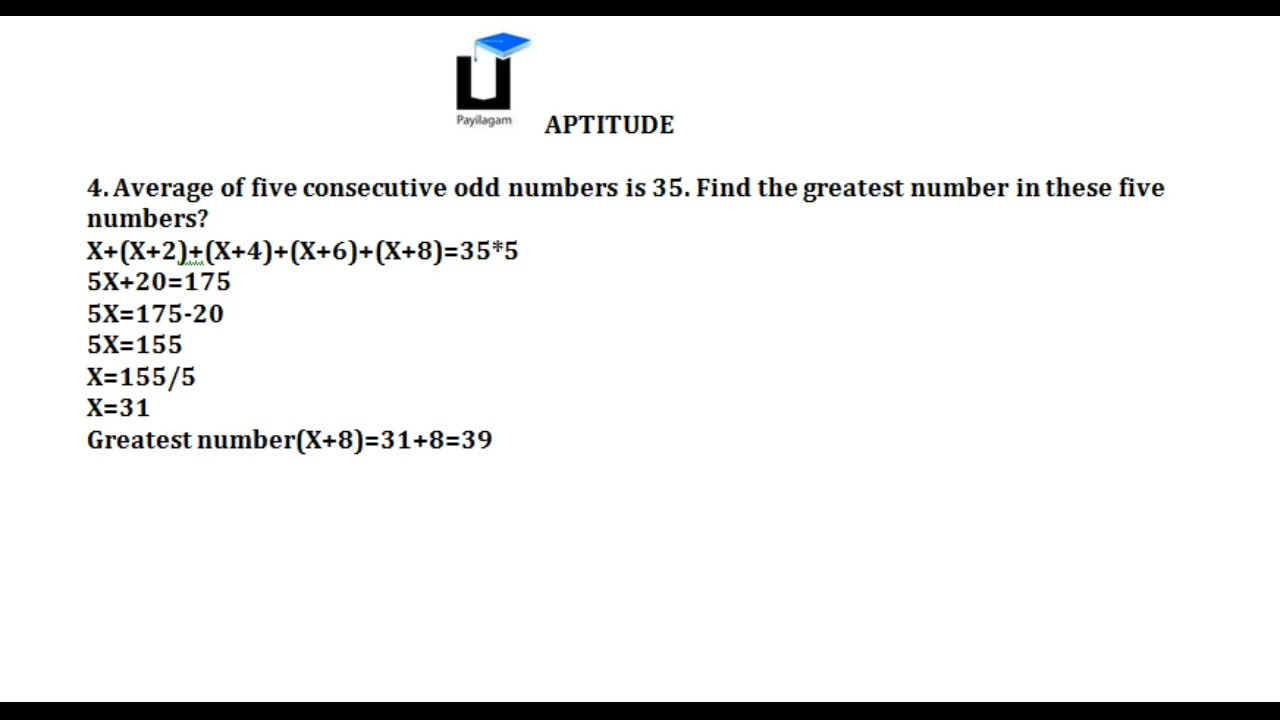 Payilagam
APTITUDE
4. Average of five consecutive odd numbers is 35. Find the greatest number in these five
numbers?
X+(X+2)+(X+4)+(X+6)+(X+8)=35*5
5X+20=175
5X=175-20
5X=155
X=155/5
X=31
Greatest number(X+8)=31+8=39